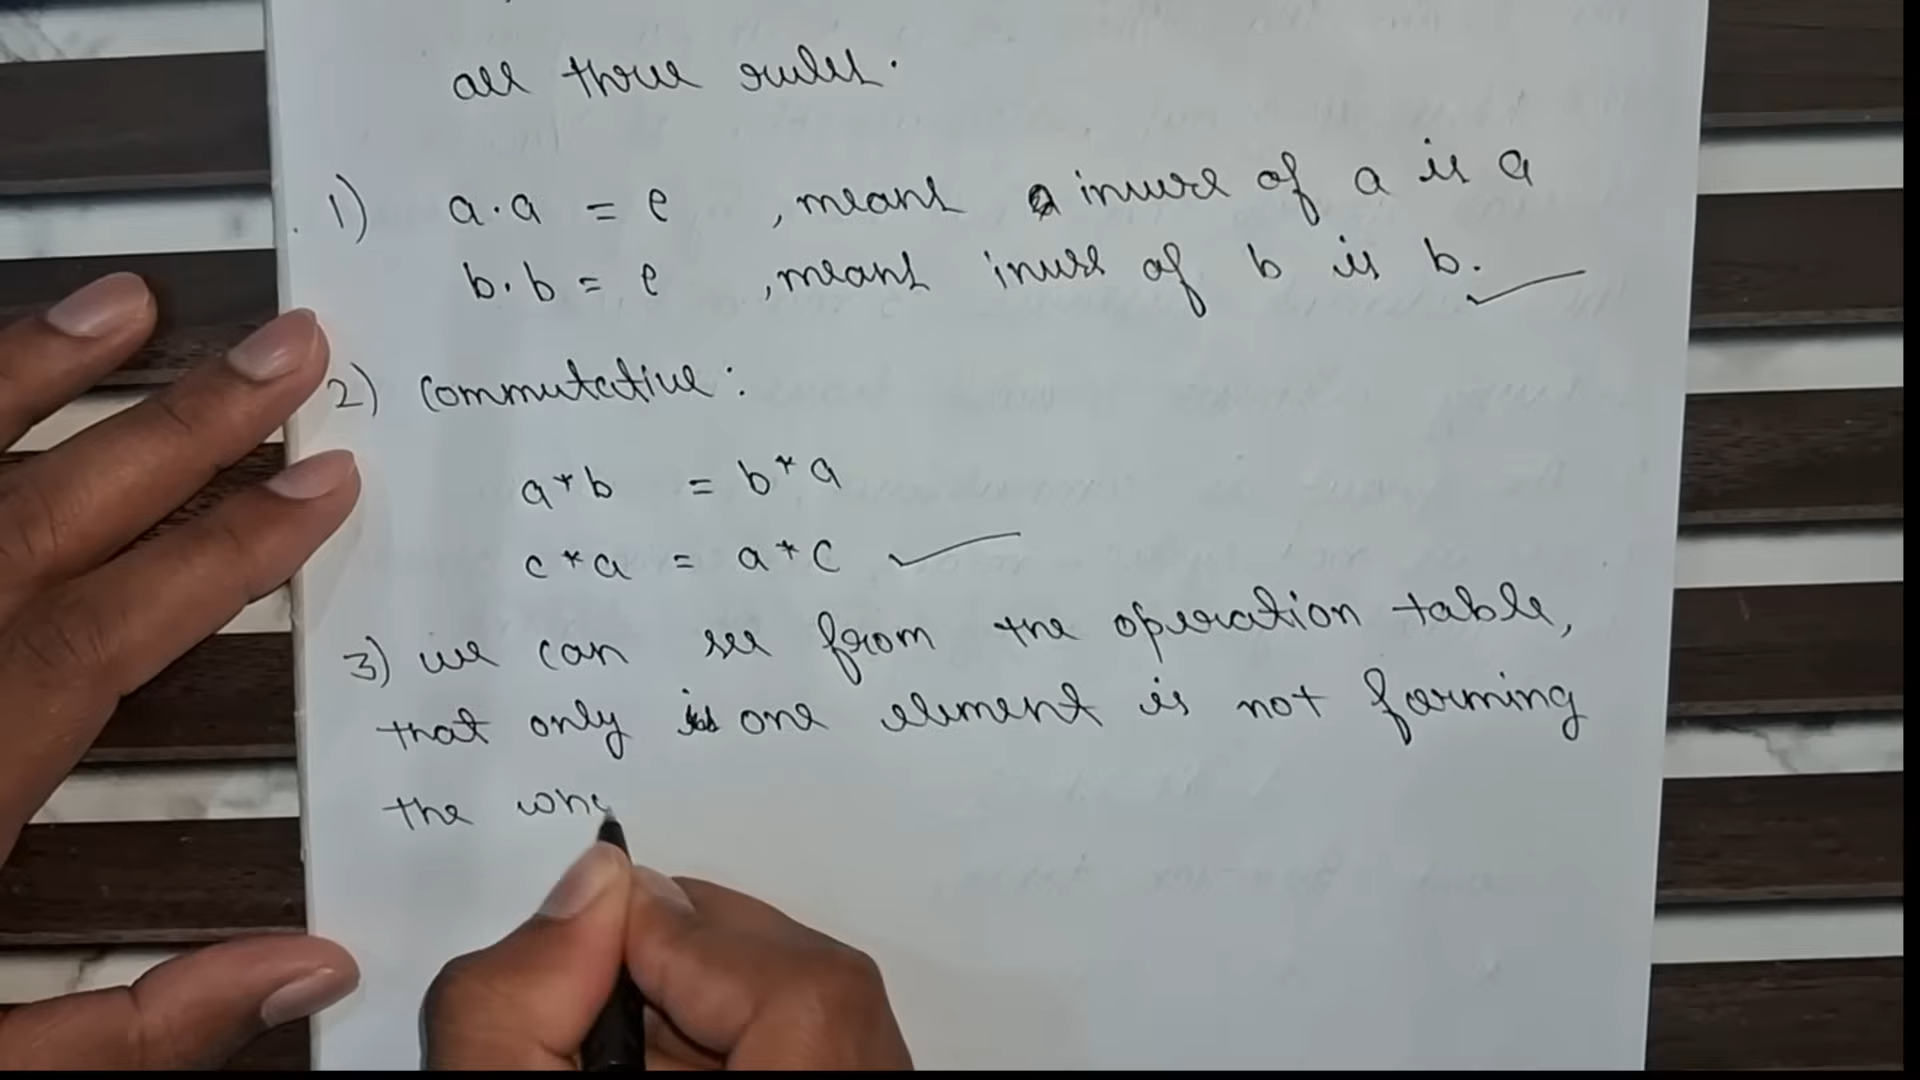 all three rules.
1) a.a = e , means inverse of a is a
b.b = e , means inverse of b is b.
2) Commutative:
a*b = b*a
c*a = a*c
3) we can see from the operation table,
that only one element is not forming
the who